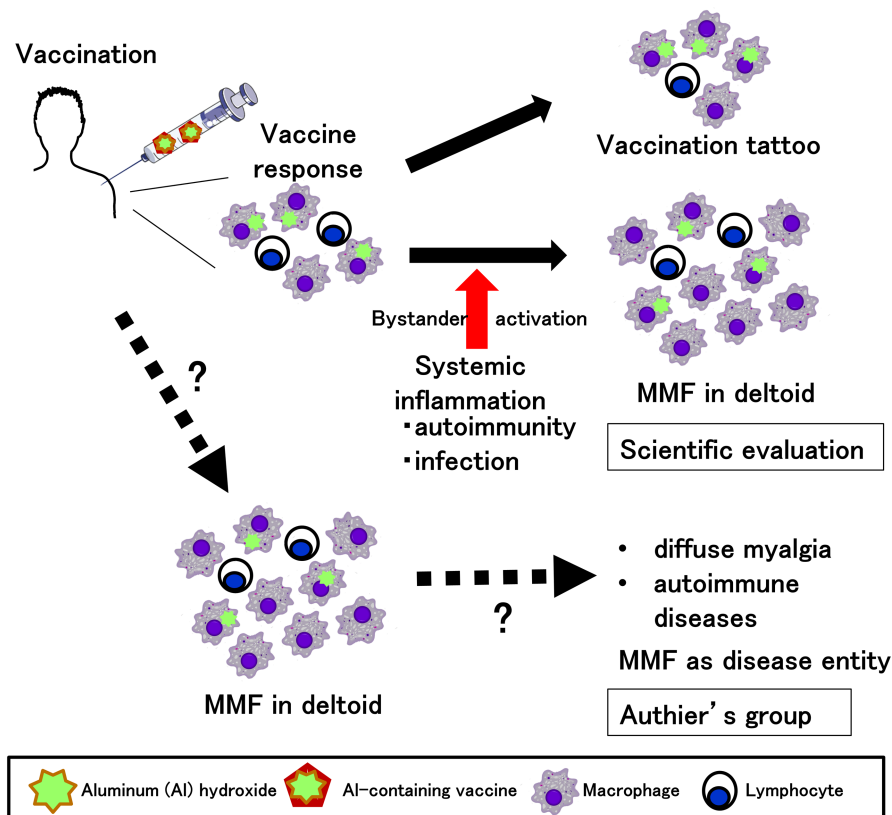 Vaccination
Vaccine
response
Vaccination tattoo
Bystander activation
Systemic
inflammation
・autoimmunity
・infection
MMF in deltoid
Scientific evaluation
?
MMF in deltoid
?
• diffuse myalgia
• autoimmune
diseases
MMF as disease entity
Authier’s group
Aluminum (Al) hydroxide
Al-containing vaccine
Macrophage
Lymphocyte